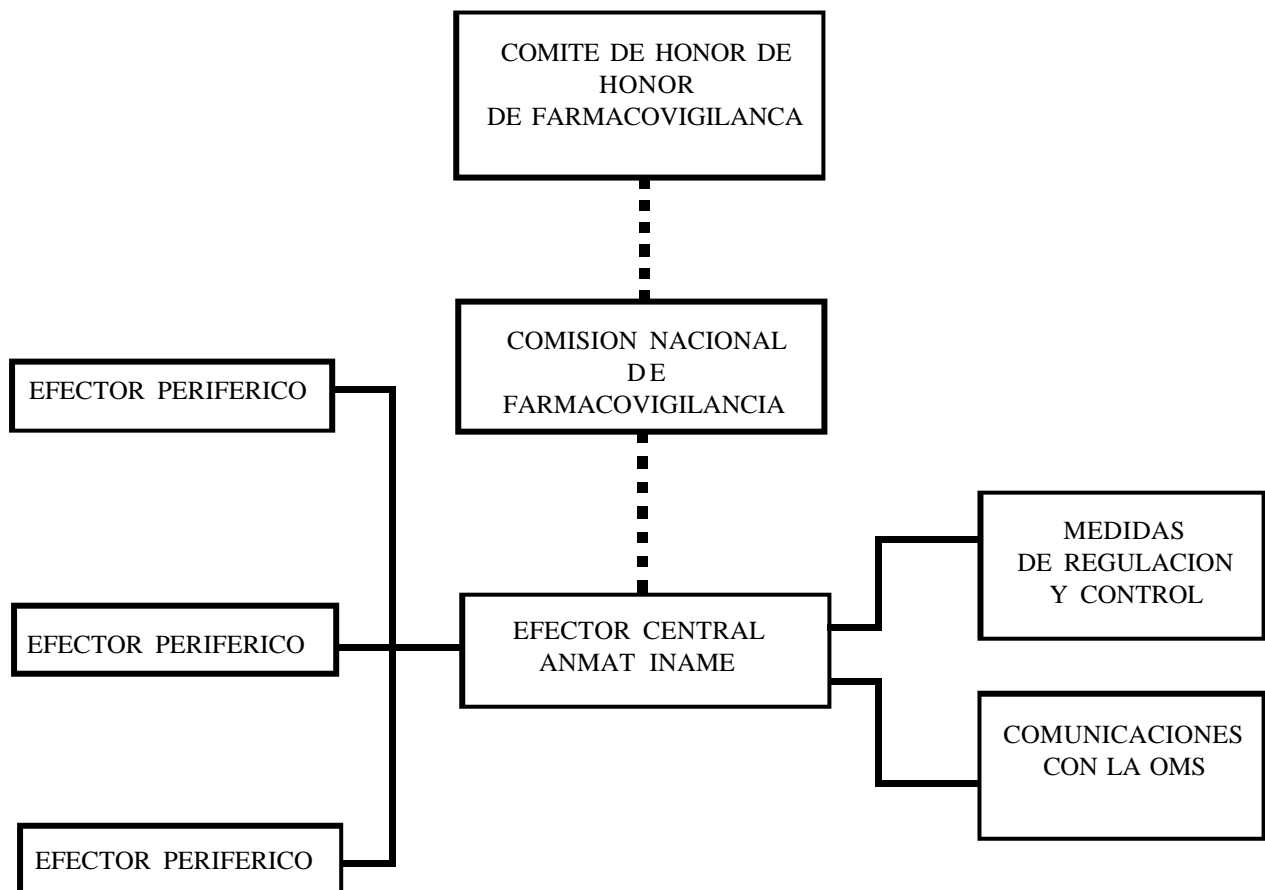 COMITE DE HONOR DE
HONOR
DE FARMACOVIGILANCA
COMISION NACIONAL
DE
FARMACOVIGILANCIA
EFECTOR PERIFERICO
EFECTOR PERIFERICO
EFECTOR PERIFERICO
EFECTOR CENTRAL
ANMAT INAME
MEDIDAS
DE REGULACION
Y CONTROL
COMUNICACIONES
CON LA OMS